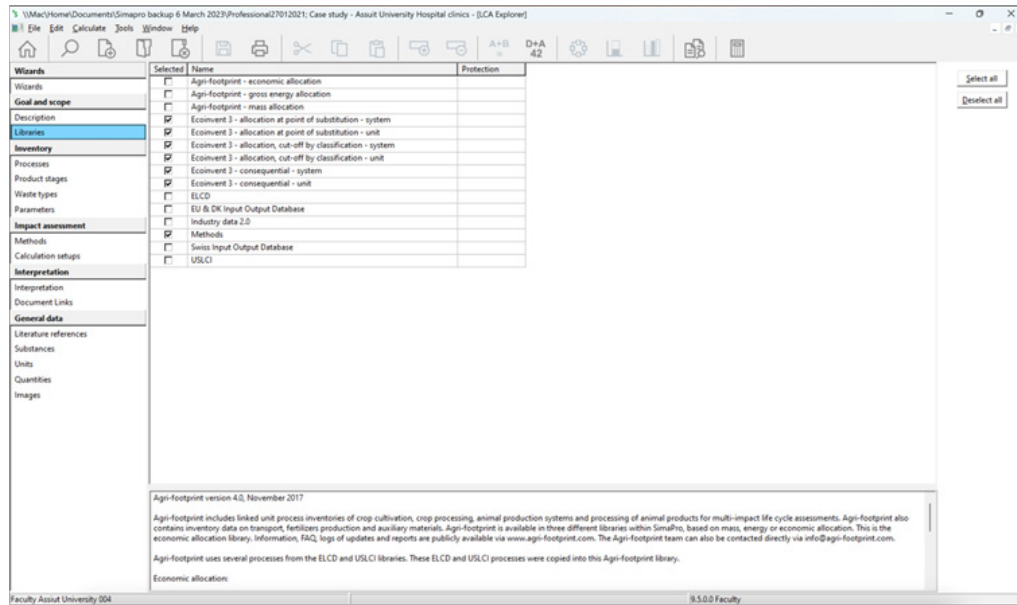 \\Mac\Home\Documents\Simapro backup 6 March 2023\Professional27012021; Case study - Assuit University Hospital clinics - [LCA Explorer]
File Edit Calculate Tools Window Help
A+B
=
D+A
42
Wizards
Wizards
Goal and scope
Description
Libraries
Inventory
Processes
Product stages
Waste types
Parameters
Impact assessment
Methods
Calculation setups
Interpretation
Interpretation
Document Links
General data
Literature references
Substances
Units
Quantities
Images
Selected Name Protection
Agri-footprint - economic allocation
Agri-footprint - gross energy allocation
Agri-footprint - mass allocation
Ecoinvent 3 - allocation at point of substitution - system
Ecoinvent 3 - allocation at point of substitution - unit
Ecoinvent 3 - allocation, cut-off by classification - system
Ecoinvent 3 - allocation, cut-off by classification - unit
Ecoinvent 3 - consequential - system
Ecoinvent 3 - consequential - unit
ELCD
EU & DK Input Output Database
Industry data 2.0
Methods
Swiss Input Output Database
USLCI
Select all
Deselect all
Agri-footprint version 4.0, November 2017
Agri-footprint includes linked unit process inventories of crop cultivation, crop processing, animal production systems and processing of animal products for multi-impact life cycle assessments. Agri-footprint also
contains inventory data on transport, fertilizers production and auxiliary materials. Agri-footprint is available in three different libraries within SimaPro, based on mass, energy or economic allocation. This is the
economic allocation library. Information, FAQ, logs of updates and reports are publicly available via www.agri-footprint.com. The Agri-footprint team can also be contacted directly via info@agri-footprint.com.
Agri-footprint uses several processes from the ELCD and USLCI libraries. These ELCD and USLCI processes were copied into this Agri-footprint library.
Economic allocation:
Faculty Assiut University 004
9.5.0.0 Faculty